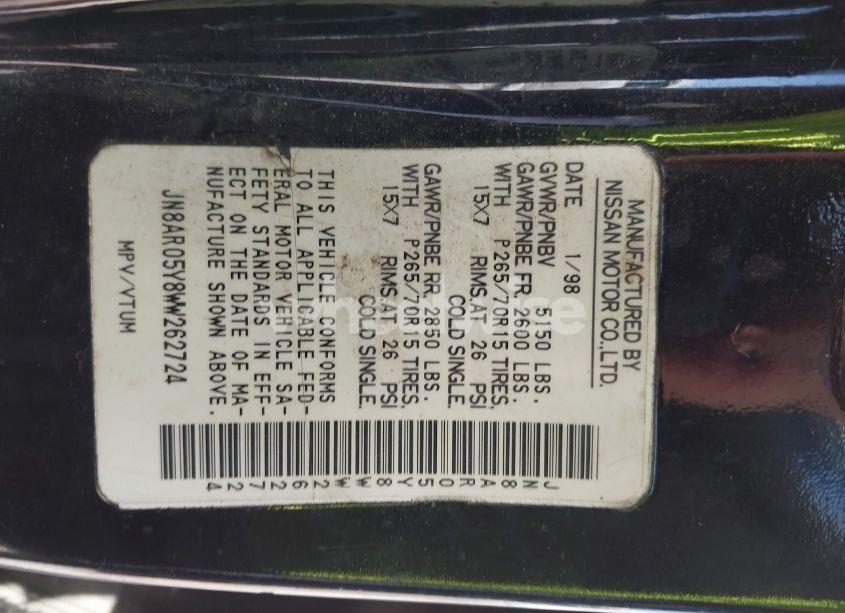 MANUFACTURED BY
NISSAN MOTOR CO.,LTD.
DATE 1/98
GVWR/PNBV 5150 LBS.
GAWR/PNBE FR. 2600 LBS.
WITH P265/70R15 TIRES,
15X7 RIMS.AT 26 PSI
COLD SINGLE.
GAWR/PNBE RR. 2850 LBS.
WITH P265/70R15 TIRES,
15X7 RIMS.AT 26 PSI
COLD SINGLE.
THIS VEHICLE CONFORMS
TO ALL APPLICABLE FED-
ERAL MOTOR VEHICLE SA-
FETY STANDARDS IN EFF-
ECT ON THE DATE OF MA-
NUFACTURE SHOWN ABOVE.
JN8AR05Y8WW262724
MPV/VTUM
JN8AR05Y8WW262724